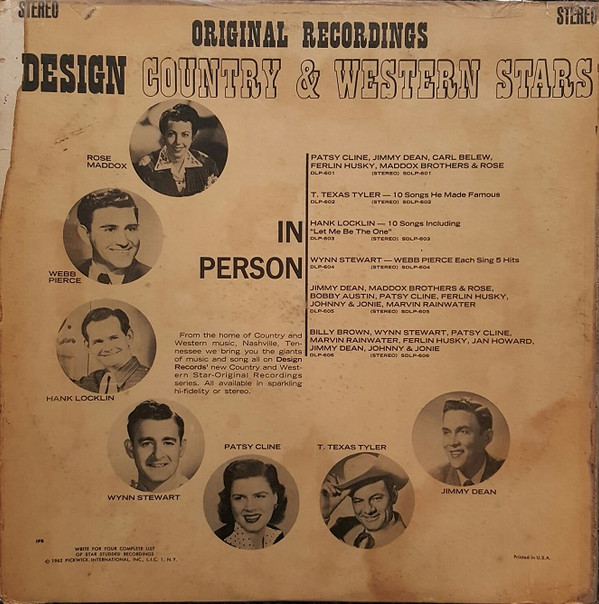 STEREO
STEREO
ORIGINAL RECORDINGS
DESIGN COUNTRY & WESTERN STARS
ROSE
MADDOX
WEBB
PIERCE
HANK LOCKLIN
WYNN STEWART
PATSY CLINE
T. TEXAS TYLER
JIMMY DEAN
IN
PERSON
PATSY CLINE, JIMMY DEAN, CARL BELEW,
FERLIN HUSKY, MADDOX BROTHERS & ROSE
DLP-601 (STEREO) SDLP-601
T. TEXAS TYLER — 10 Songs He Made Famous
DLP-602 (STEREO) SDLP-602
HANK LOCKLIN — 10 Songs Including
"Let Me Be The One"
DLP-603 (STEREO) SDLP-603
WYNN STEWART — WEBB PIERCE Each Sing 5 Hits
DLP-604 (STEREO) SDLP-604
JIMMY DEAN, MADDOX BROTHERS & ROSE,
BOBBY AUSTIN, PATSY CLINE, FERLIN HUSKY,
JOHNNY & JONIE, MARVIN RAINWATER
DLP-605 (STEREO) SDLP-605
BILLY BROWN, WYNN STEWART, PATSY CLINE,
MARVIN RAINWATER, FERLIN HUSKY, JAN HOWARD,
JIMMY DEAN, JOHNNY & JONIE
DLP-606 (STEREO) SDLP-606
From the home of Country and
Western music, Nashville, Ten-
nessee we bring you the giants
of music and song all on Design
Records' new Country and West-
ern Star-Original Recordings
series. All available in sparkling
hi-fidelity or stereo.
WRITE FOR YOUR COMPLETE LIST
OF STAR STUDDED RECORDINGS
© 1962 PICKWICK INTERNATIONAL, INC., L.I.C. 1, N.Y.
Printed in U.S.A.